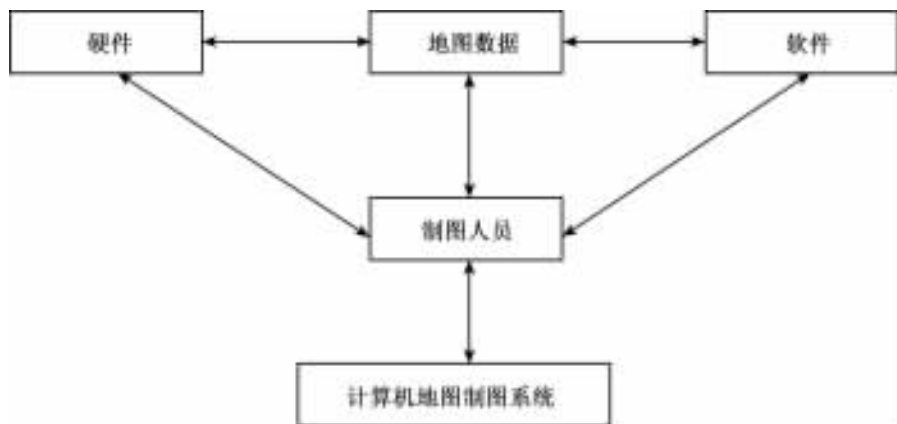 硬件
地图数据
软件
制图人员
计算机地图制图系统